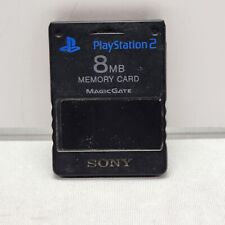 PlayStation 2
8MB
MEMORY CARD
MAGICGATE
SONY